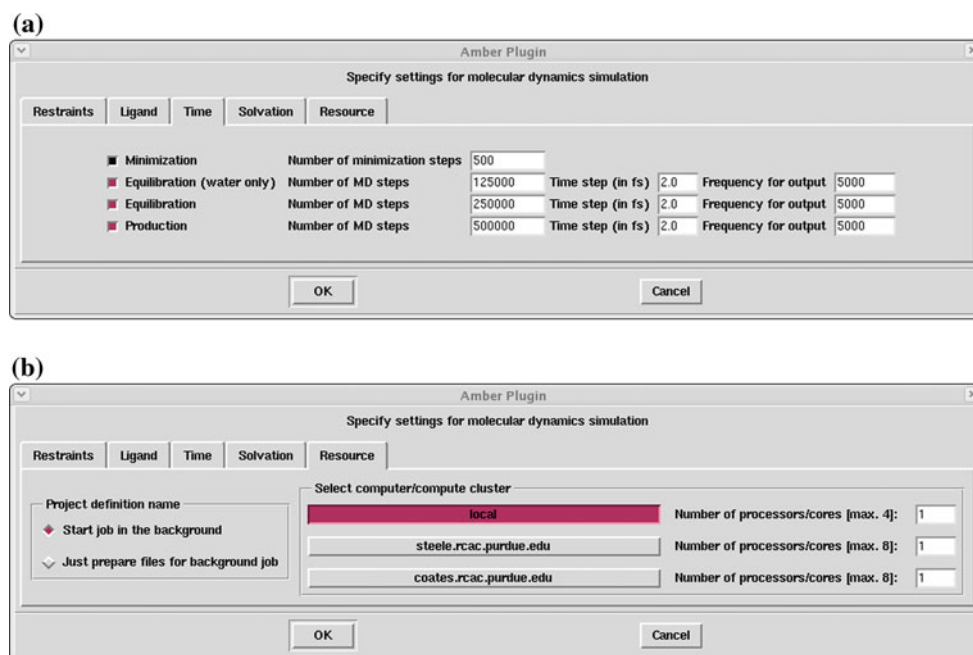 (a)
Amber Plugin
Specify settings for molecular dynamics simulation
Restraints Ligand Time Solvation Resource
Minimization Number of minimization steps 500
Equilibration (water only) Number of MD steps 125000 Time step (in fs) 2.0 Frequency for output 5000
Equilibration Number of MD steps 250000 Time step (in fs) 2.0 Frequency for output 5000
Production Number of MD steps 500000 Time step (in fs) 2.0 Frequency for output 5000
OK Cancel
(b)
Amber Plugin
Specify settings for molecular dynamics simulation
Restraints Ligand Time Solvation Resource
Project definition name
Start job in the background
Just prepare files for background job
Select computer/compute cluster
local Number of processors/cores [max. 4]: 1
steele.rcac.purdue.edu Number of processors/cores [max. 8]: 1
coates.rcac.purdue.edu Number of processors/cores [max. 8]: 1
OK Cancel